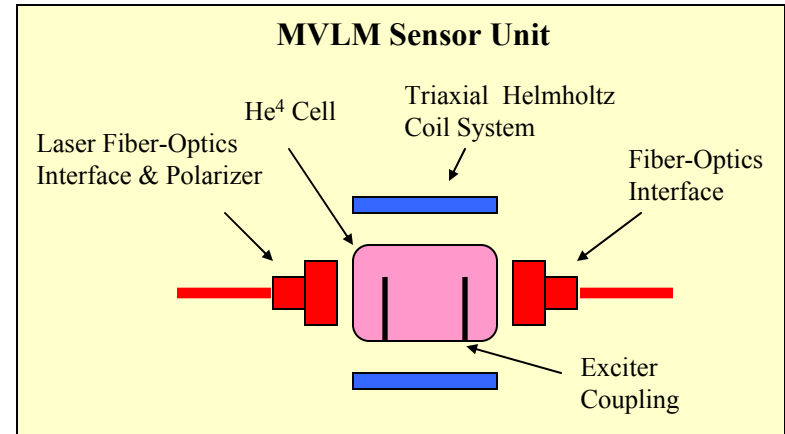 MVLM Sensor Unit
He⁴ Cell
Triaxial Helmholtz
Coil System
Laser Fiber-Optics
Interface & Polarizer
Fiber-Optics
Interface
Exciter
Coupling